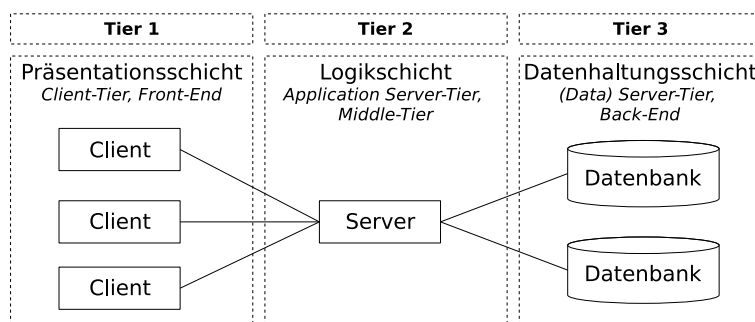 Tier 1
Tier 2
Tier 3
Präsentationsschicht
Client-Tier, Front-End
Client
Client
Client
Logikschicht
Application Server-Tier,
Middle-Tier
Server
Datenhaltungsschicht
(Data) Server-Tier,
Back-End
Datenbank
Datenbank